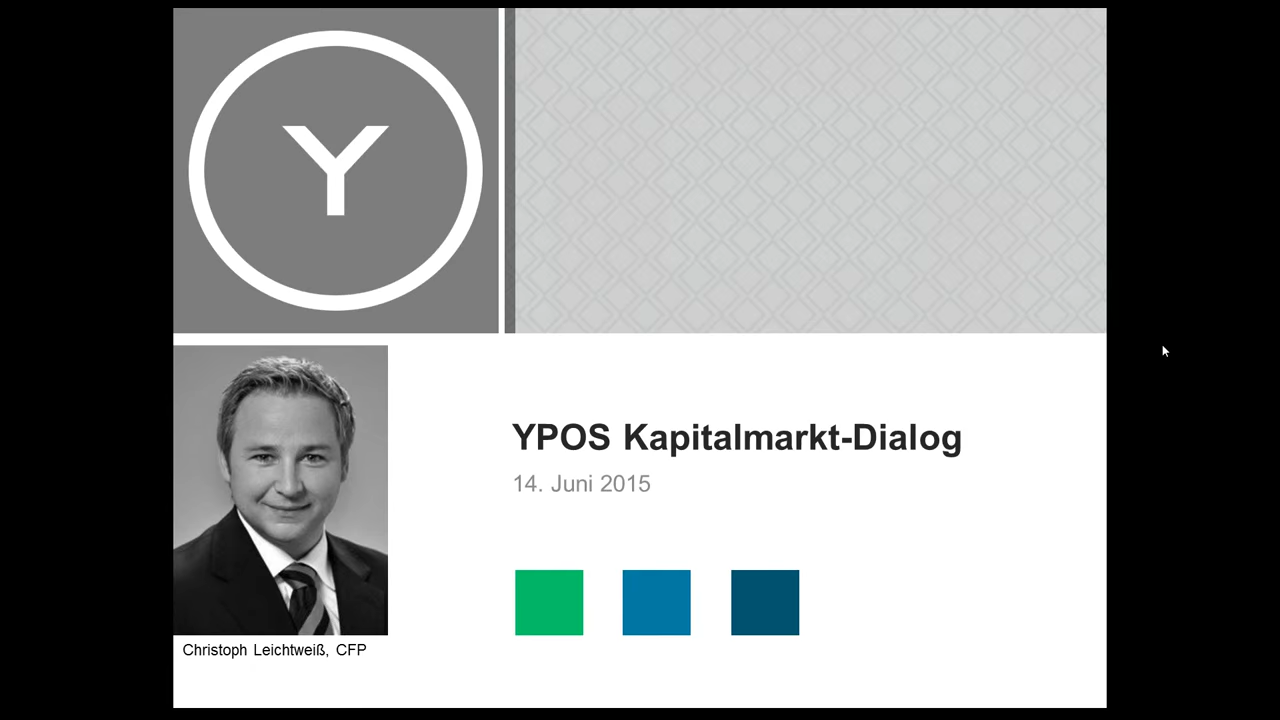 Y
YPOS Kapitalmarkt-Dialog
14. Juni 2015
Christoph Leichtweiß, CFP